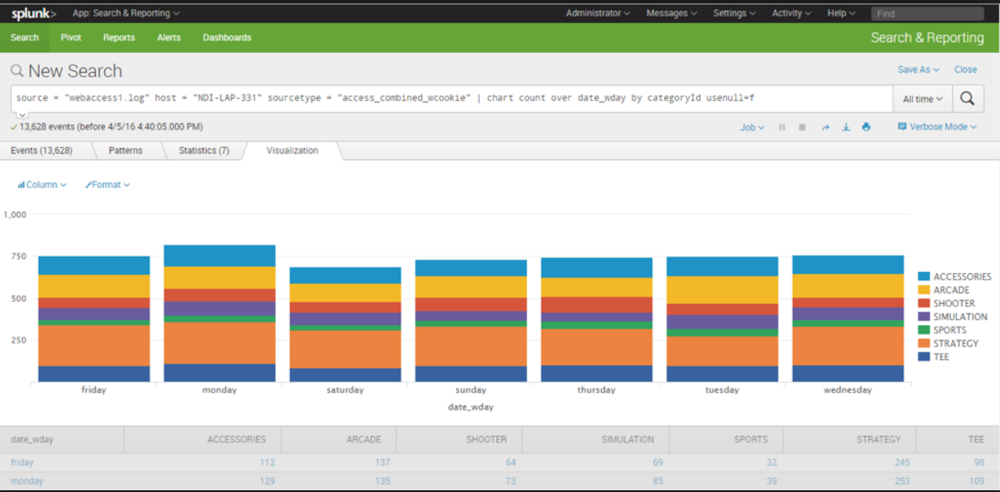 splunk> App: Search & Reporting Administrator Messages Settings Activity Help Find
Search Pivot Reports Alerts Dashboards Search & Reporting
New Search Save As Close
source = "webaccess1.log" host = "NDI-LAP-331" sourcetype = "access_combined_wcookie" | chart count over date_wday by categoryId usenull=f All time
13,628 events (before 4/5/16 4:40:05.000 PM) Job Verbose Mode
Events (13,628) Patterns Statistics (7) Visualization
Column Format
1,000
750
500
250
ACCESSORIES
ARCADE
SHOOTER
SIMULATION
SPORTS
STRATEGY
TEE
friday monday saturday sunday thursday tuesday wednesday
date_wday
date_wday ACCESSORIES ARCADE SHOOTER SIMULATION SPORTS STRATEGY TEE
friday 112 137 64 69 32 245 98
monday 129 135 73 85 39 253 109